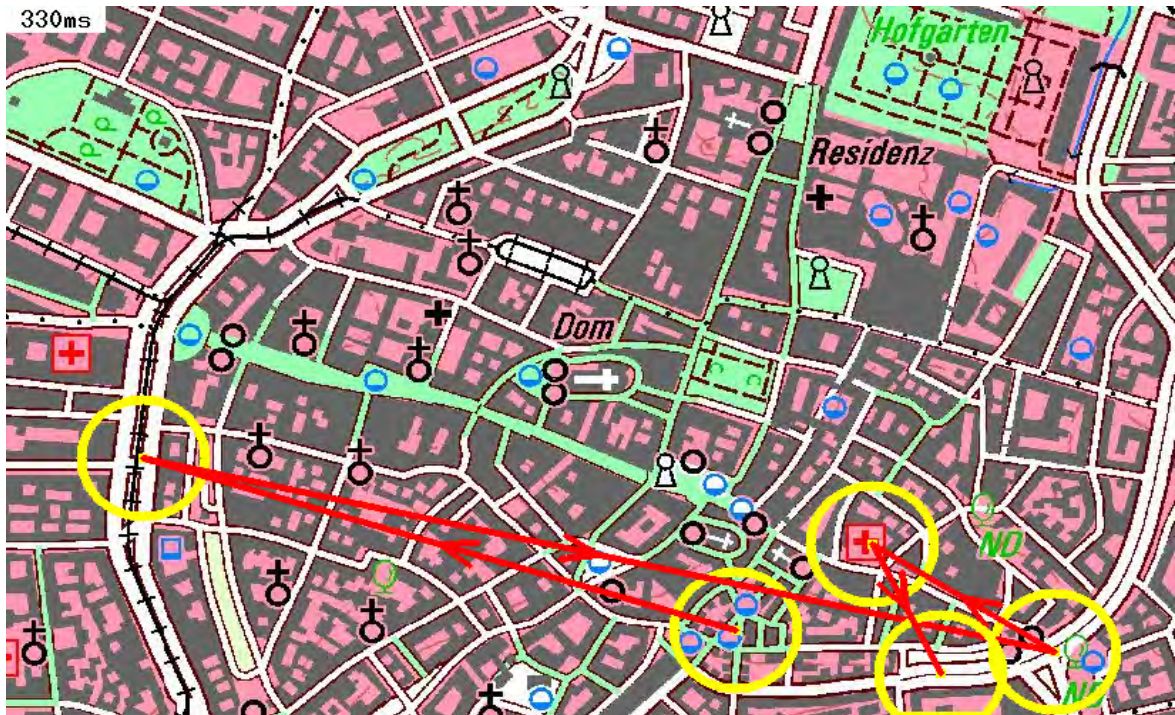 330ms
Hofgarten
Residenz
Dom
ND
ND